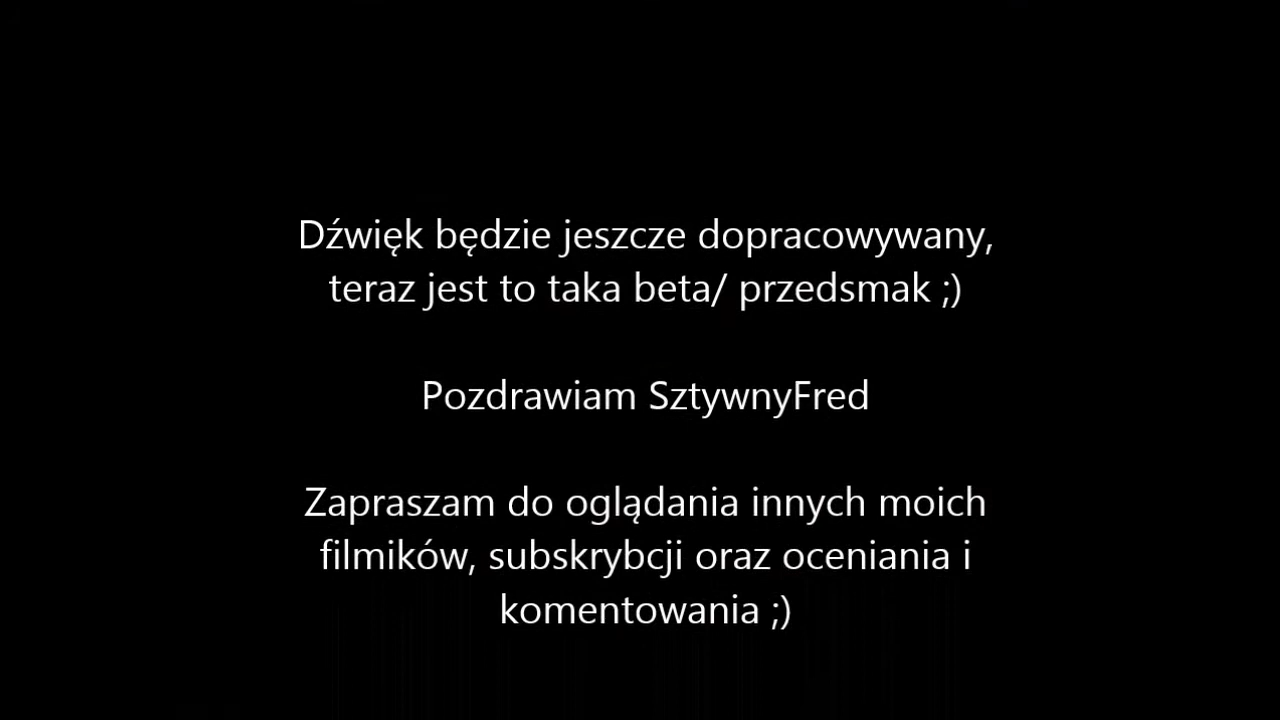 Dźwięk będzie jeszcze dopracowywany,
teraz jest to taka beta/ przedsmak ;)
Pozdrawiam SztywnyFred
Zapraszam do oglądania innych moich
filmików, subskrybcji oraz oceniania i
komentowania ;)